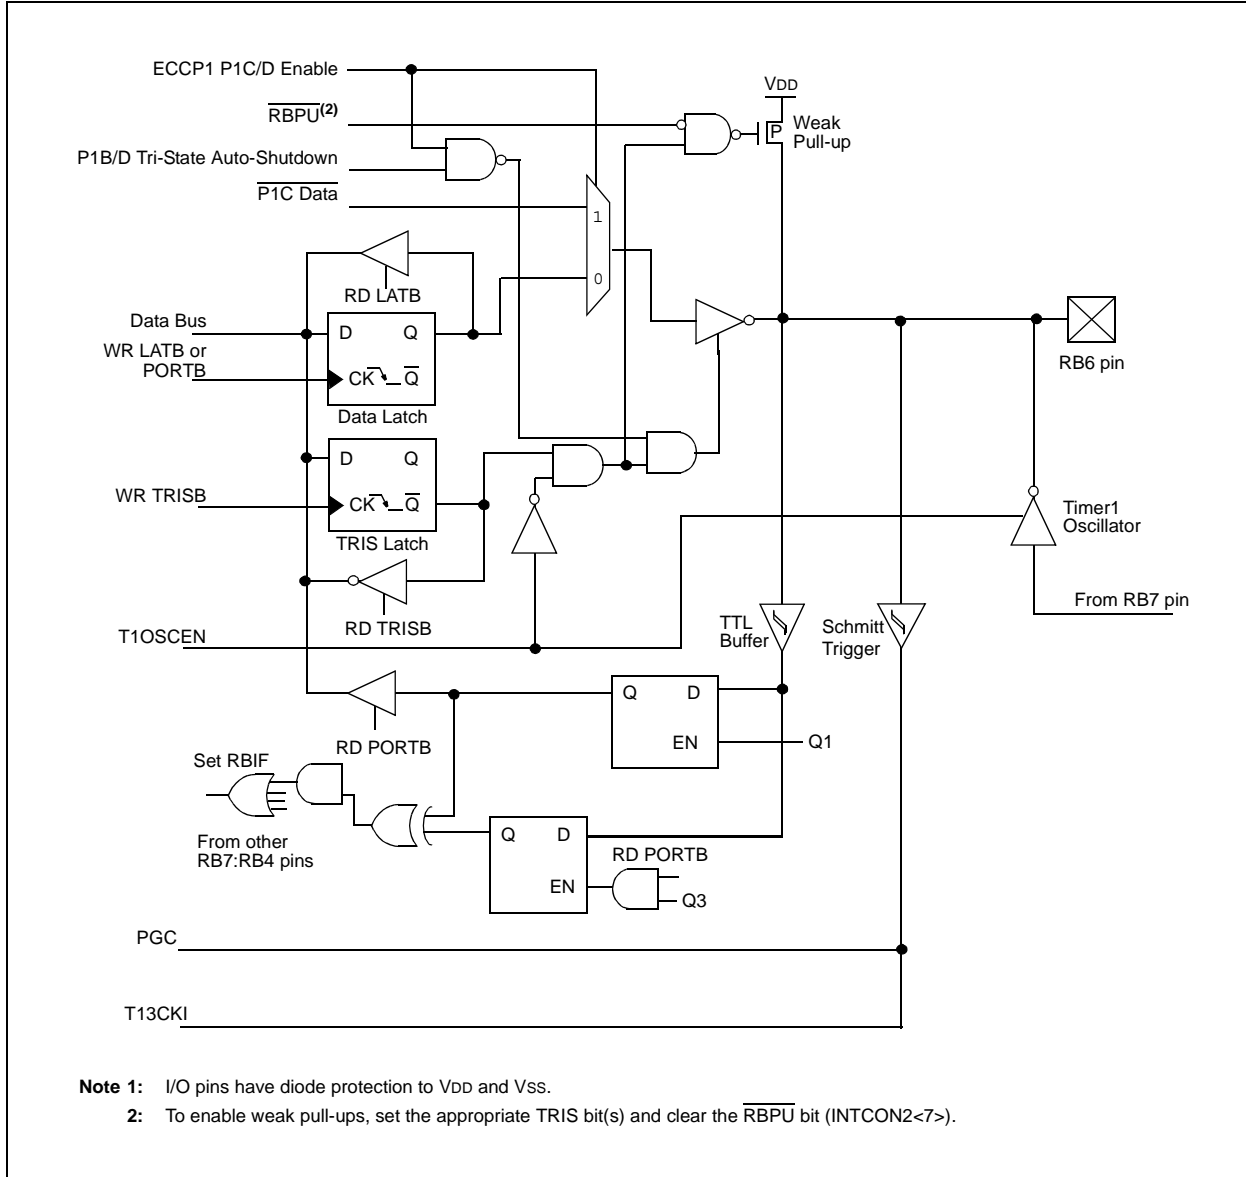 ECCP1 P1C/D Enable
VDD
RBPU(2)
P
Weak
Pull-up
P1B/D Tri-State Auto-Shutdown
P1C Data
1
0
RD LATB
Data Bus
D Q
WR LATB or
PORTB
CK Q
Data Latch
RB6 pin
D Q
WR TRISB
CK Q
TRIS Latch
Timer1
Oscillator
RD TRISB
From RB7 pin
T1OSCEN
TTL
Buffer
Schmitt
Trigger
Q D
EN
Q1
RD PORTB
Set RBIF
From other
RB7:RB4 pins
Q D
EN
RD PORTB
Q3
PGC
T13CKI
Note 1: I/O pins have diode protection to VDD and VSS.
2: To enable weak pull-ups, set the appropriate TRIS bit(s) and clear the RBPU bit (INTCON2<7>).